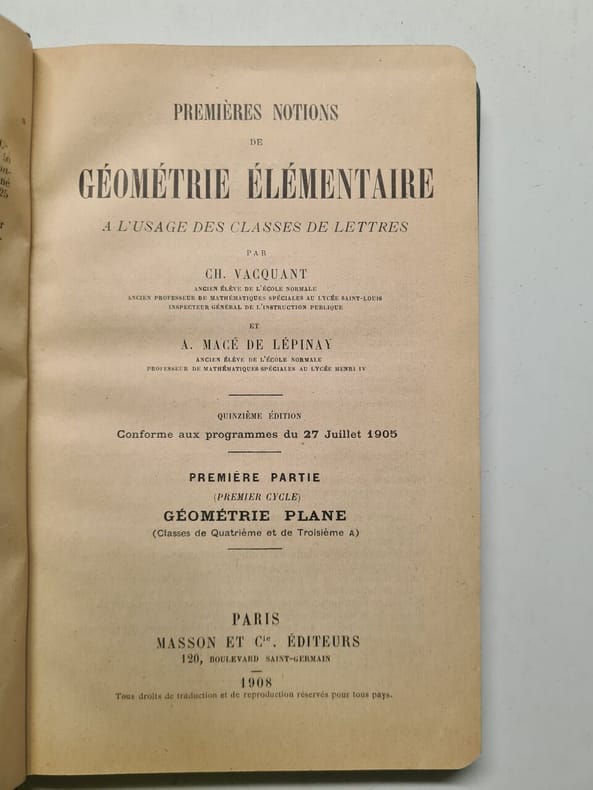 PREMIÈRES NOTIONS
DE
GÉOMÉTRIE ÉLÉMENTAIRE
A L'USAGE DES CLASSES DE LETTRES
PAR
CH. VACQUANT
ANCIEN ÉLÈVE DE L'ÉCOLE NORMALE
ANCIEN PROFESSEUR DE MATHÉMATIQUES SPÉCIALES AU LYCÉE SAINT-LOUIS
INSPECTEUR GÉNÉRAL DE L'INSTRUCTION PUBLIQUE
ET
A. MACÉ DE LÉPINAY
ANCIEN ÉLÈVE DE L'ÉCOLE NORMALE
PROFESSEUR DE MATHÉMATIQUES SPÉCIALES AU LYCÉE HENRI IV
QUINZIÈME ÉDITION
Conforme aux programmes du 27 Juillet 1905
PREMIÈRE PARTIE
(PREMIER CYCLE)
GÉOMÉTRIE PLANE
(Classes de Quatrième et de Troisième A)
PARIS
MASSON ET Cie, ÉDITEURS
120, BOULEVARD SAINT-GERMAIN
1908
Tous droits de traduction et de reproduction réservés pour tous pays.